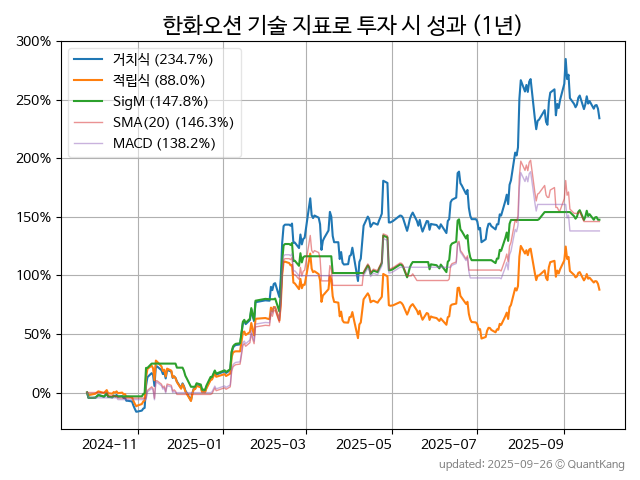 한화오션 기술 지표로 투자 시 성과 (1년)
300%
250%
200%
150%
100%
50%
0%
거치식 (234.7%)
적립식 (88.0%)
SigM (147.8%)
SMA(20) (146.3%)
MACD (138.2%)
2024-11
2025-01
2025-03
2025-05
2025-07
2025-09
updated: 2025-09-26 © QuantKang